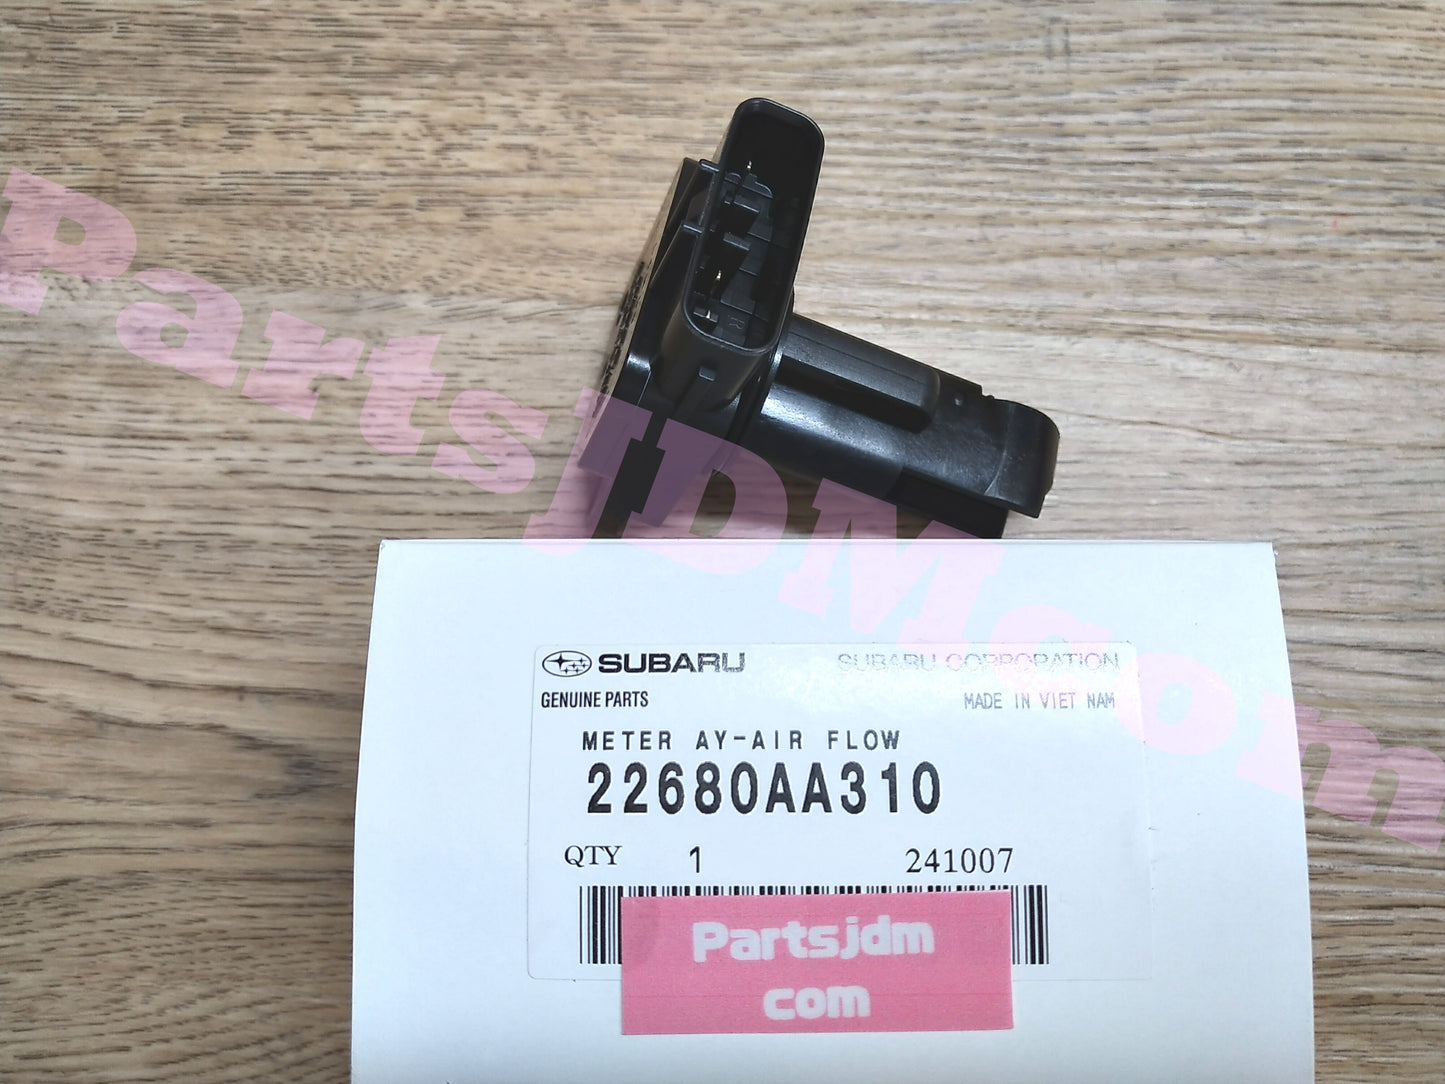 PartsJDM.com
SUBARU SUBARU CORPORATION
GENUINE PARTS MADE IN VIET NAM
METER AY-AIR FLOW
22680AA310
QTY 1 241007
Partsjdm
com